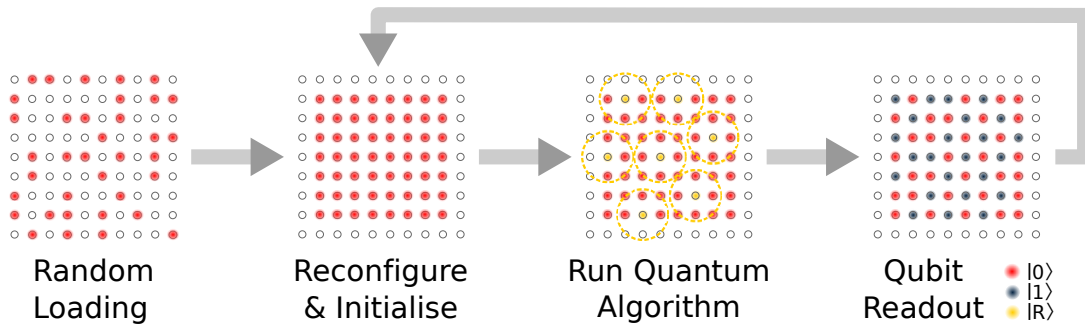 Random
Loading
Reconfigure
& Initialise
Run Quantum
Algorithm
Qubit
Readout
|0⟩
|1⟩
|R⟩